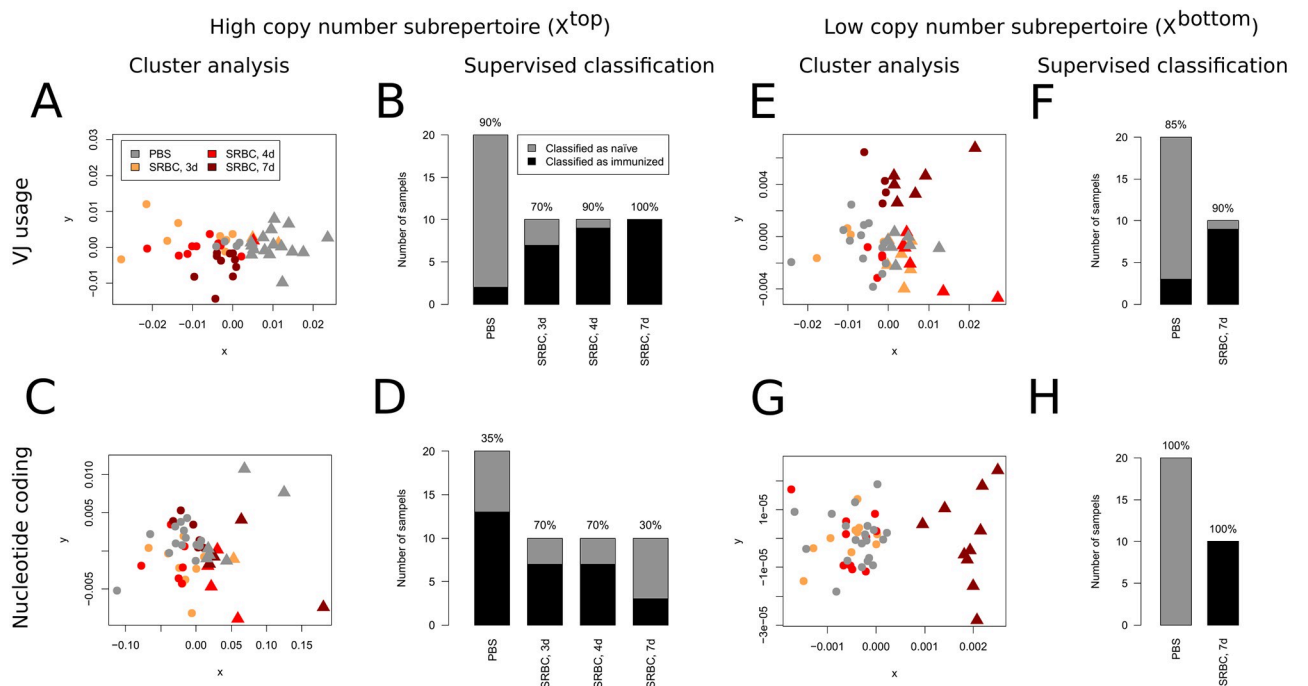 High copy number subrepertoire (X^top)
Low copy number subrepertoire (X^bottom)
Cluster analysis
Supervised classification
Cluster analysis
Supervised classification
VJ usage
A
PBS
SRBC, 3d
SRBC, 4d
SRBC, 7d
0.03
0.02
0.01
0.00
−0.01
y
−0.02 −0.01 0.00 0.01 0.02
x
B
Number of sampels
20
15
10
5
0
90%
70%
90%
100%
Classified as naïve
Classified as immunized
PBS
SRBC, 3d
SRBC, 4d
SRBC, 7d
E
y
0.004
0.000
−0.004
−0.02 −0.01 0.00 0.01 0.02
x
F
Number of sampels
20
15
10
5
0
85%
90%
PBS
SRBC, 7d
Nucleotide coding
C
y
0.010
0.005
−0.005
−0.10 0.00 0.05 0.15
x
D
Number of sampels
20
15
10
5
0
35%
70%
70%
30%
PBS
SRBC, 3d
SRBC, 4d
SRBC, 7d
G
y
1e−05
−1e−05
−3e−05
−0.001 0.000 0.001 0.002
x
H
Number of sampels
20
15
10
5
0
100%
100%
PBS
SRBC, 7d